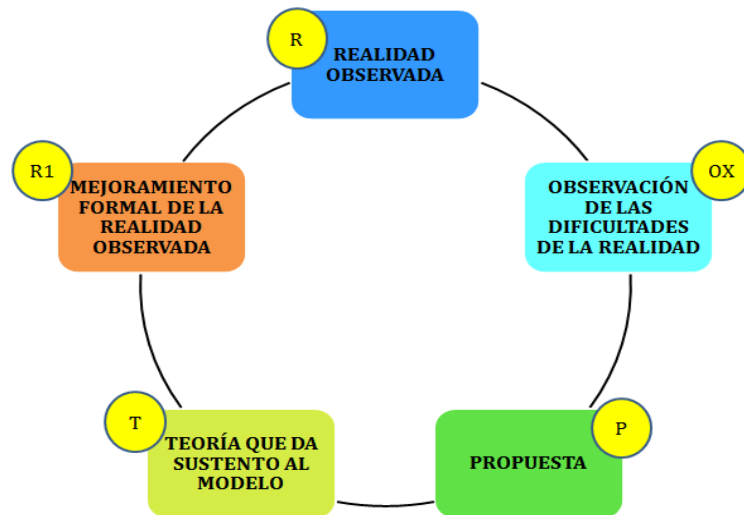 R
REALIDAD
OBSERVADA
OX
OBSERVACIÓN
DE LAS
DIFICULTADES
DE LA REALIDAD
P
PROPUESTA
T
TEORÍA QUE DA
SUSTENTO AL
MODELO
R1
MEJORAMIENTO
FORMAL DE LA
REALIDAD
OBSERVADA